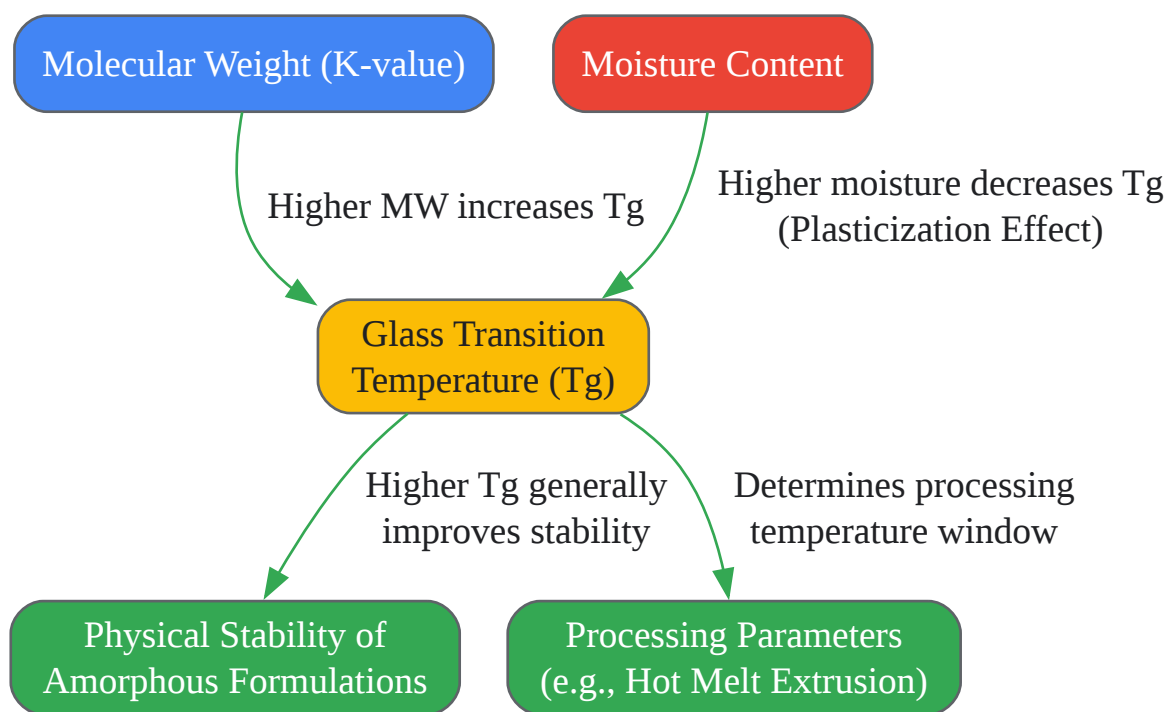 Molecular Weight (K-value)
Moisture Content
Higher MW increases Tg
Higher moisture decreases Tg
(Plasticization Effect)
Glass Transition
Temperature (Tg)
Higher Tg generally
improves stability
Determines processing
temperature window
Physical Stability of
Amorphous Formulations
Processing Parameters
(e.g., Hot Melt Extrusion)